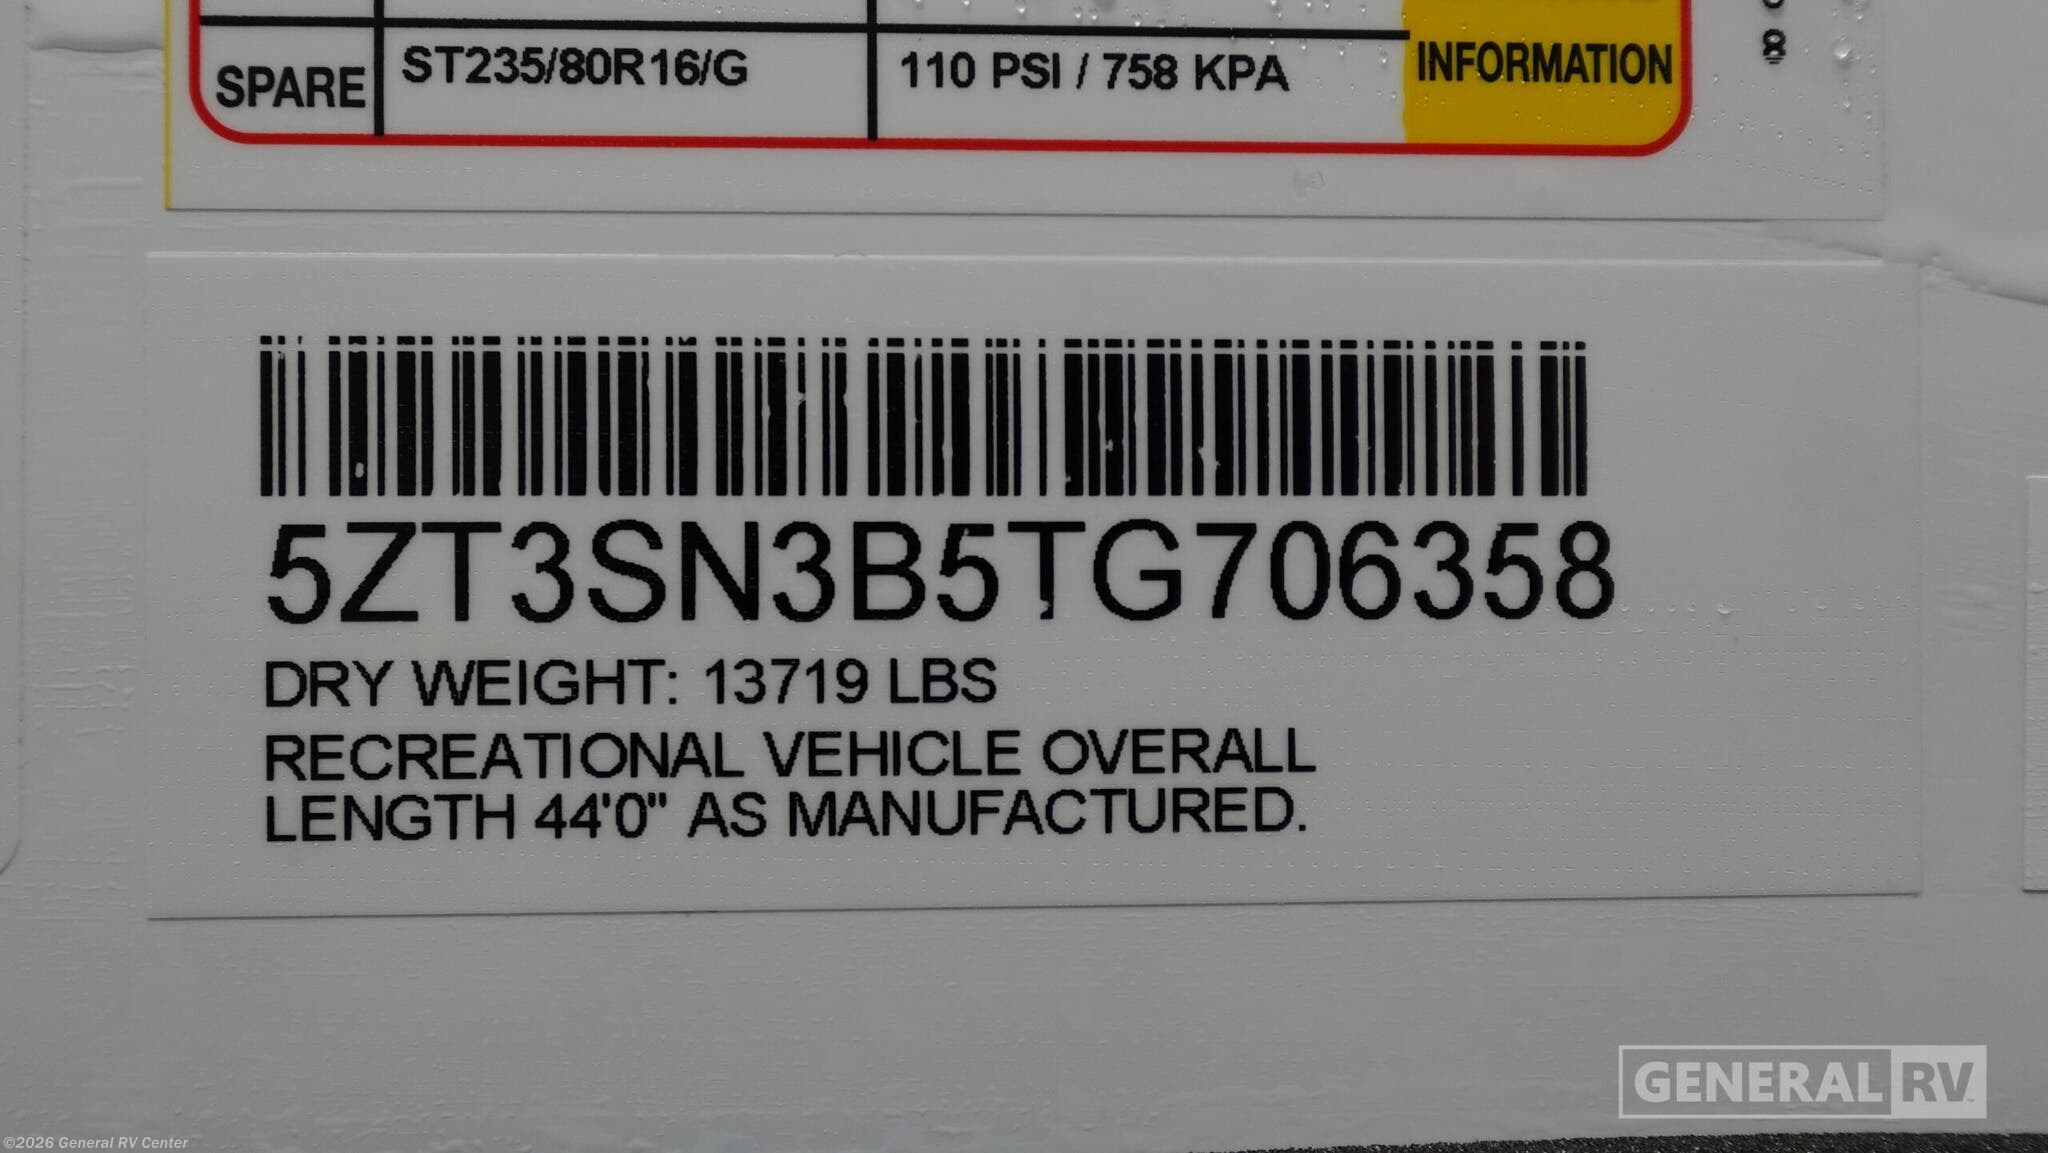 SPARE ST235/80R16/G 110 PSI / 758 KPA INFORMATION
8
5ZT3SN3B5TG706358
DRY WEIGHT: 13719 LBS
RECREATIONAL VEHICLE OVERALL
LENGTH 44'0" AS MANUFACTURED.
GENERAL RV
©2026 General RV Center